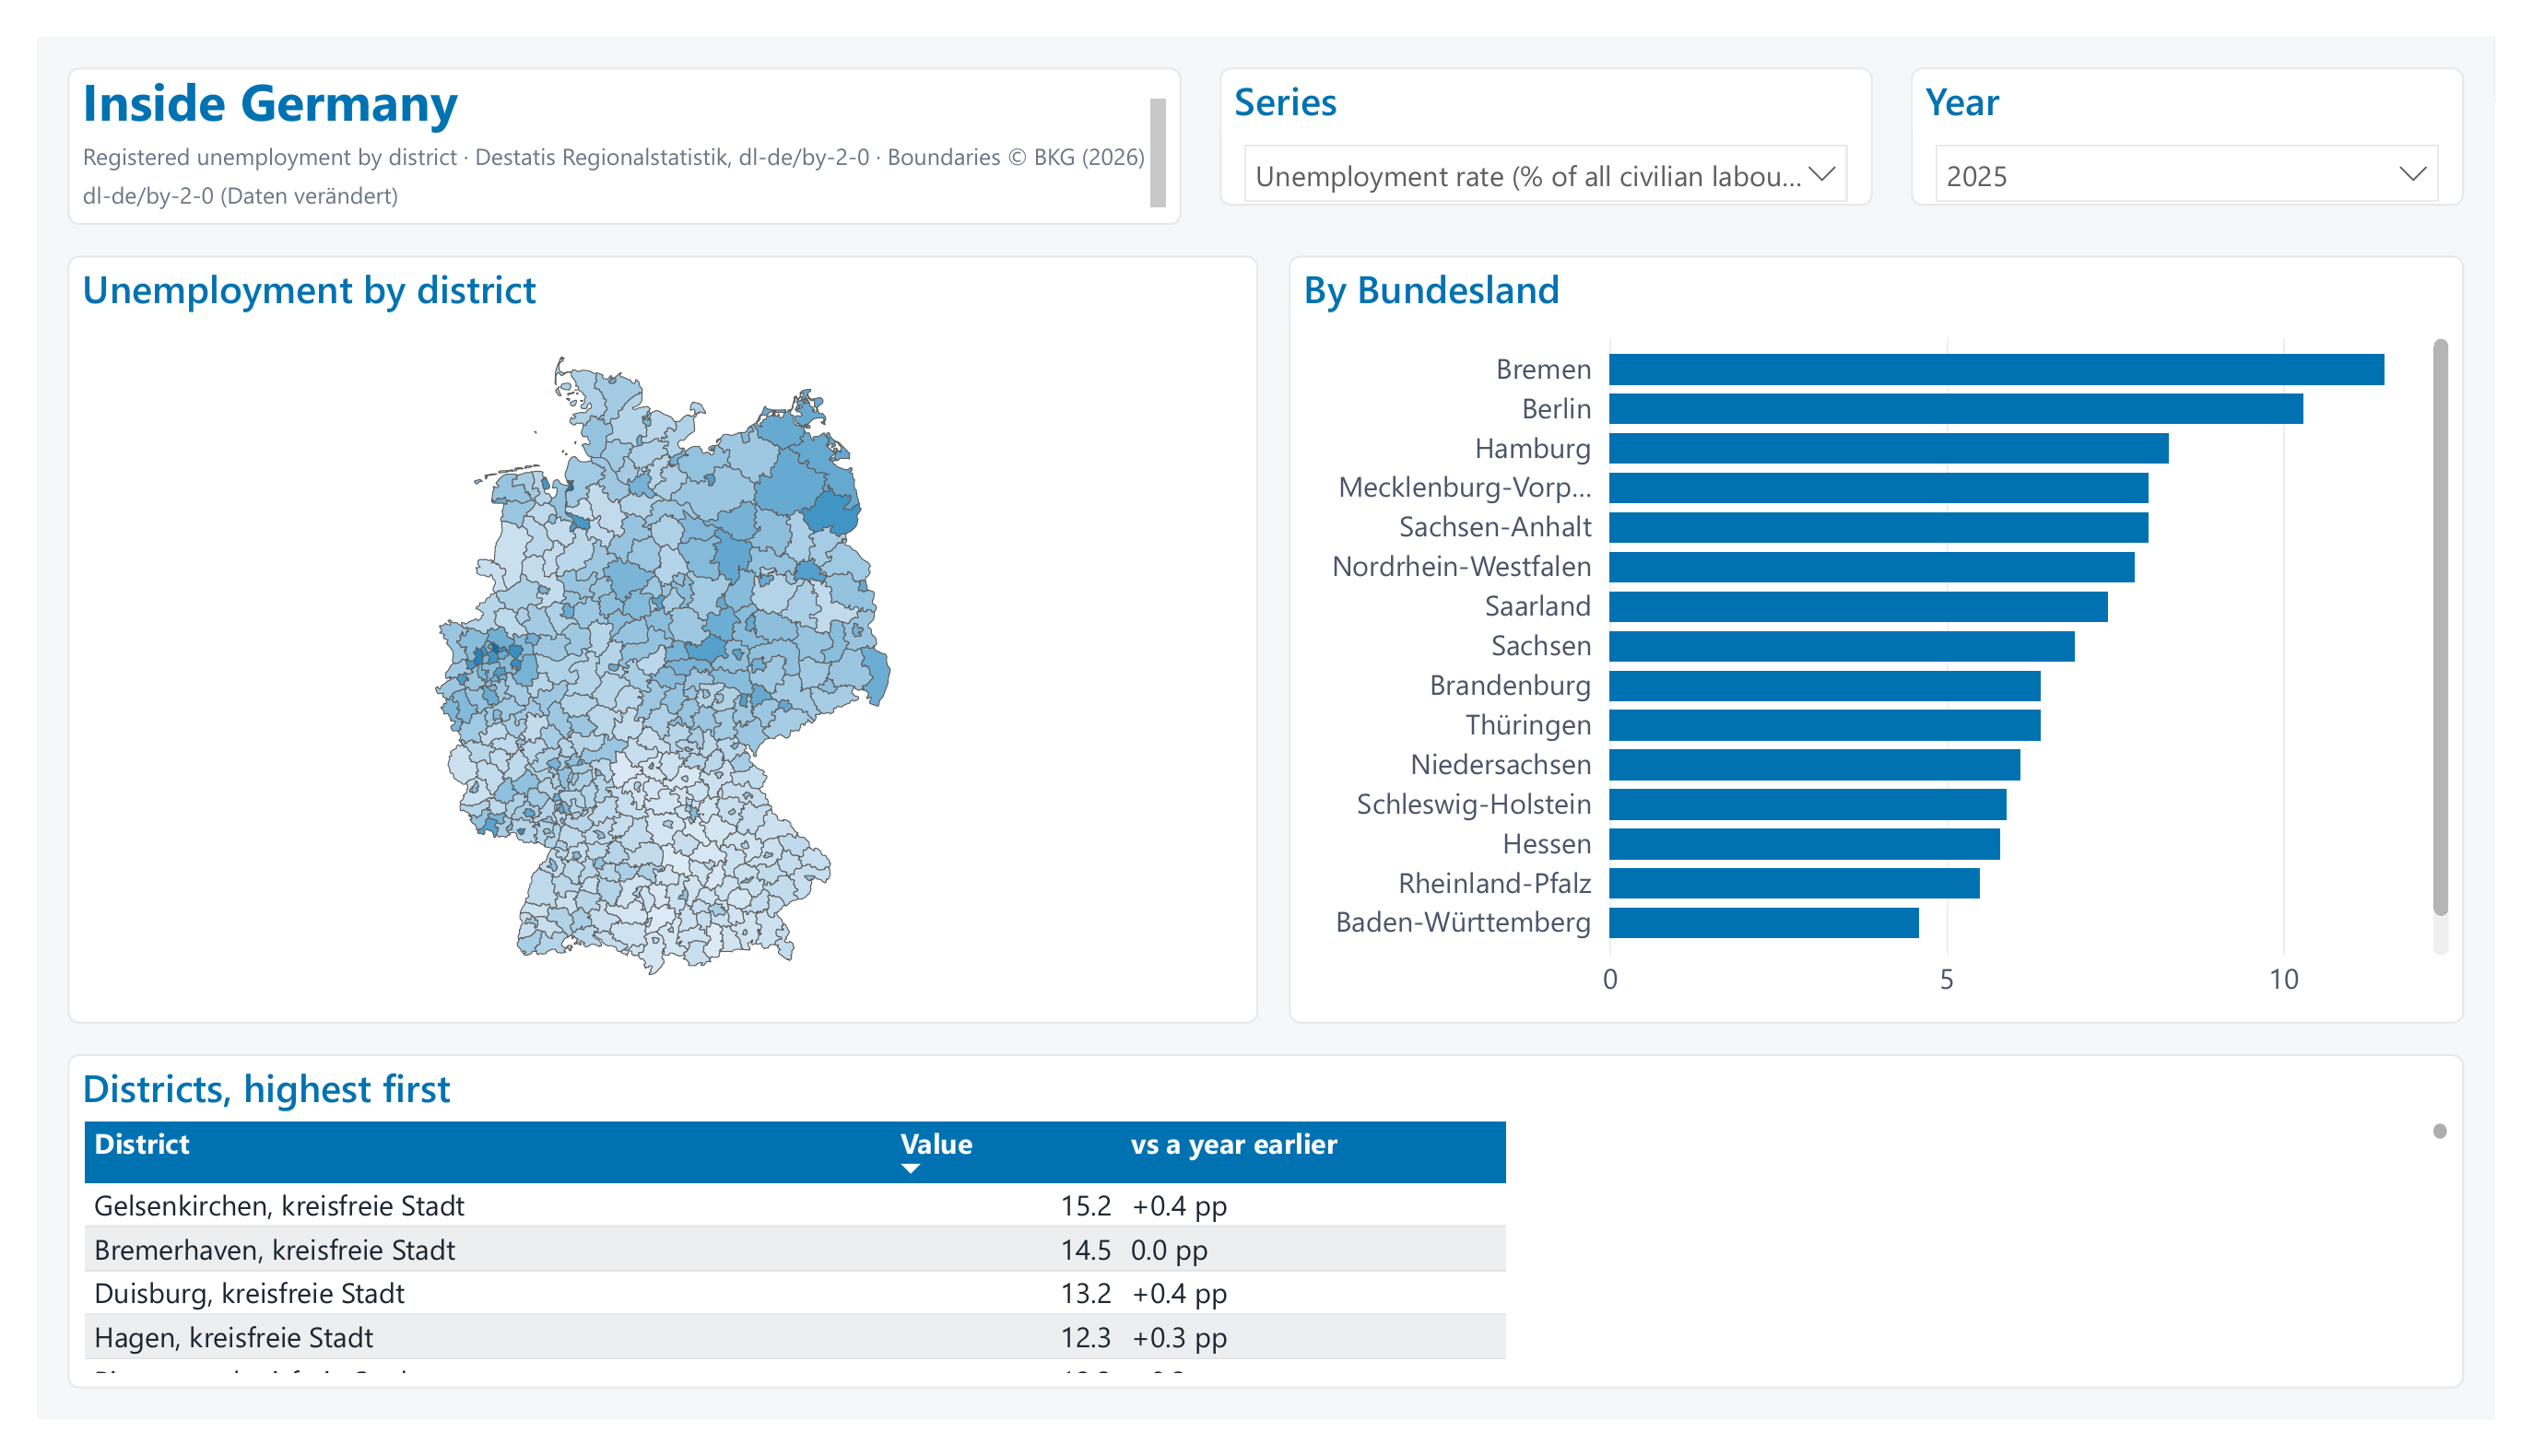 Inside Germany
Registered unemployment by district · Destatis Regionalstatistik, dl-de/by-2-0 · Boundaries © BKG (2026)
dl-de/by-2-0 (Daten verändert)
Series
Unemployment rate (% of all civilian labou...
Year
2025
Unemployment by district
By Bundesland
Bremen
Berlin
Hamburg
Mecklenburg-Vorp...
Sachsen-Anhalt
Nordrhein-Westfalen
Saarland
Sachsen
Brandenburg
Thüringen
Niedersachsen
Schleswig-Holstein
Hessen
Rheinland-Pfalz
Baden-Württemberg
0 5 10
Districts, highest first
District Value vs a year earlier
Gelsenkirchen, kreisfreie Stadt 15.2 +0.4 pp
Bremerhaven, kreisfreie Stadt 14.5 0.0 pp
Duisburg, kreisfreie Stadt 13.2 +0.4 pp
Hagen, kreisfreie Stadt 12.3 +0.3 pp